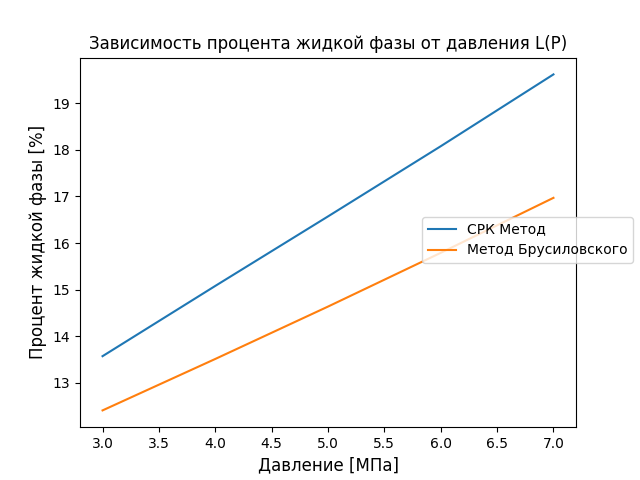 Зависимость процента жидкой фазы от давления L(P)
Процент жидкой фазы [%]
19
18
17
16
15
14
13
СРК Метод
Метод Брусиловского
3.0 3.5 4.0 4.5 5.0 5.5 6.0 6.5 7.0
Давление [МПа]